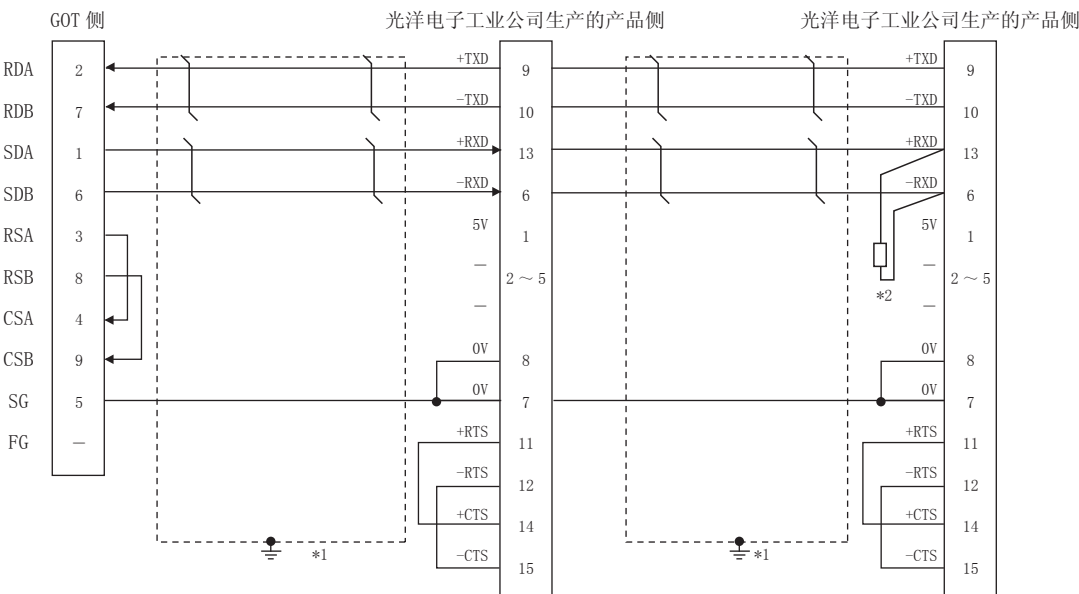 GOT 侧 光洋电子工业公司生产的产品侧 光洋电子工业公司生产的产品侧
RDA 2 +TXD 9 +TXD 9
RDB 7 -TXD 10 -TXD 10
SDA 1 +RXD 13 +RXD 13
SDB 6 -RXD 6 -RXD 6
RSA 3 5V 1 5V 1
RSB 8 — 2～5 — 2～5
*2
CSA 4 — —
CSB 9 0V 8 0V 8
SG 5 0V 7 0V 7
FG — +RTS 11 +RTS 11
-RTS 12 -RTS 12
+CTS 14 +CTS 14
*1 -CTS 15 *1 -CTS 15